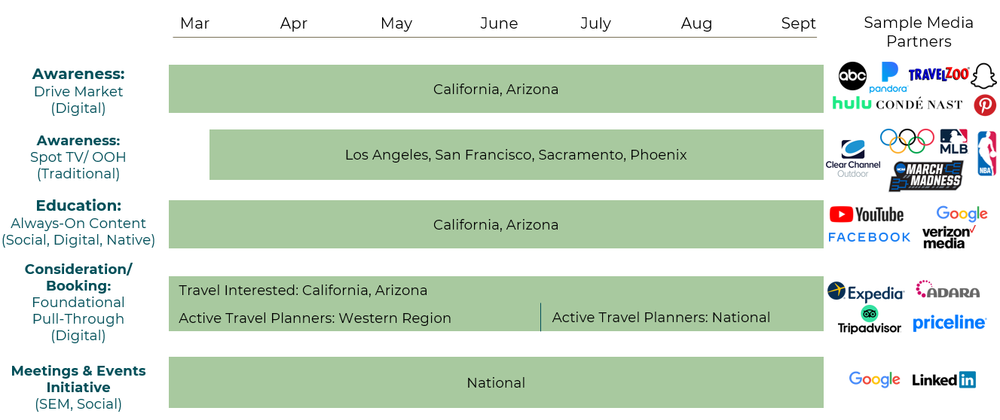 Mar Apr May June July Aug Sept
Sample Media
Partners
Awareness:
Drive Market
(Digital)
California, Arizona
abc
pandora
TRAVELZOO
hulu
CONDÉ NAST
Awareness:
Spot TV/ OOH
(Traditional)
Los Angeles, San Francisco, Sacramento, Phoenix
Clear Channel
Outdoor
MLB
NBA
NCAA
MARCH
MADNESS
Education:
Always-On Content
(Social, Digital, Native)
California, Arizona
YouTube
Google
FACEBOOK
verizon
media
Consideration/
Booking:
Foundational
Pull-Through
(Digital)
Travel Interested: California, Arizona
Active Travel Planners: Western Region
Active Travel Planners: National
Expedia
ADARA
Tripadvisor
priceline
Meetings & Events
Initiative
(SEM, Social)
National
Google
Linked in